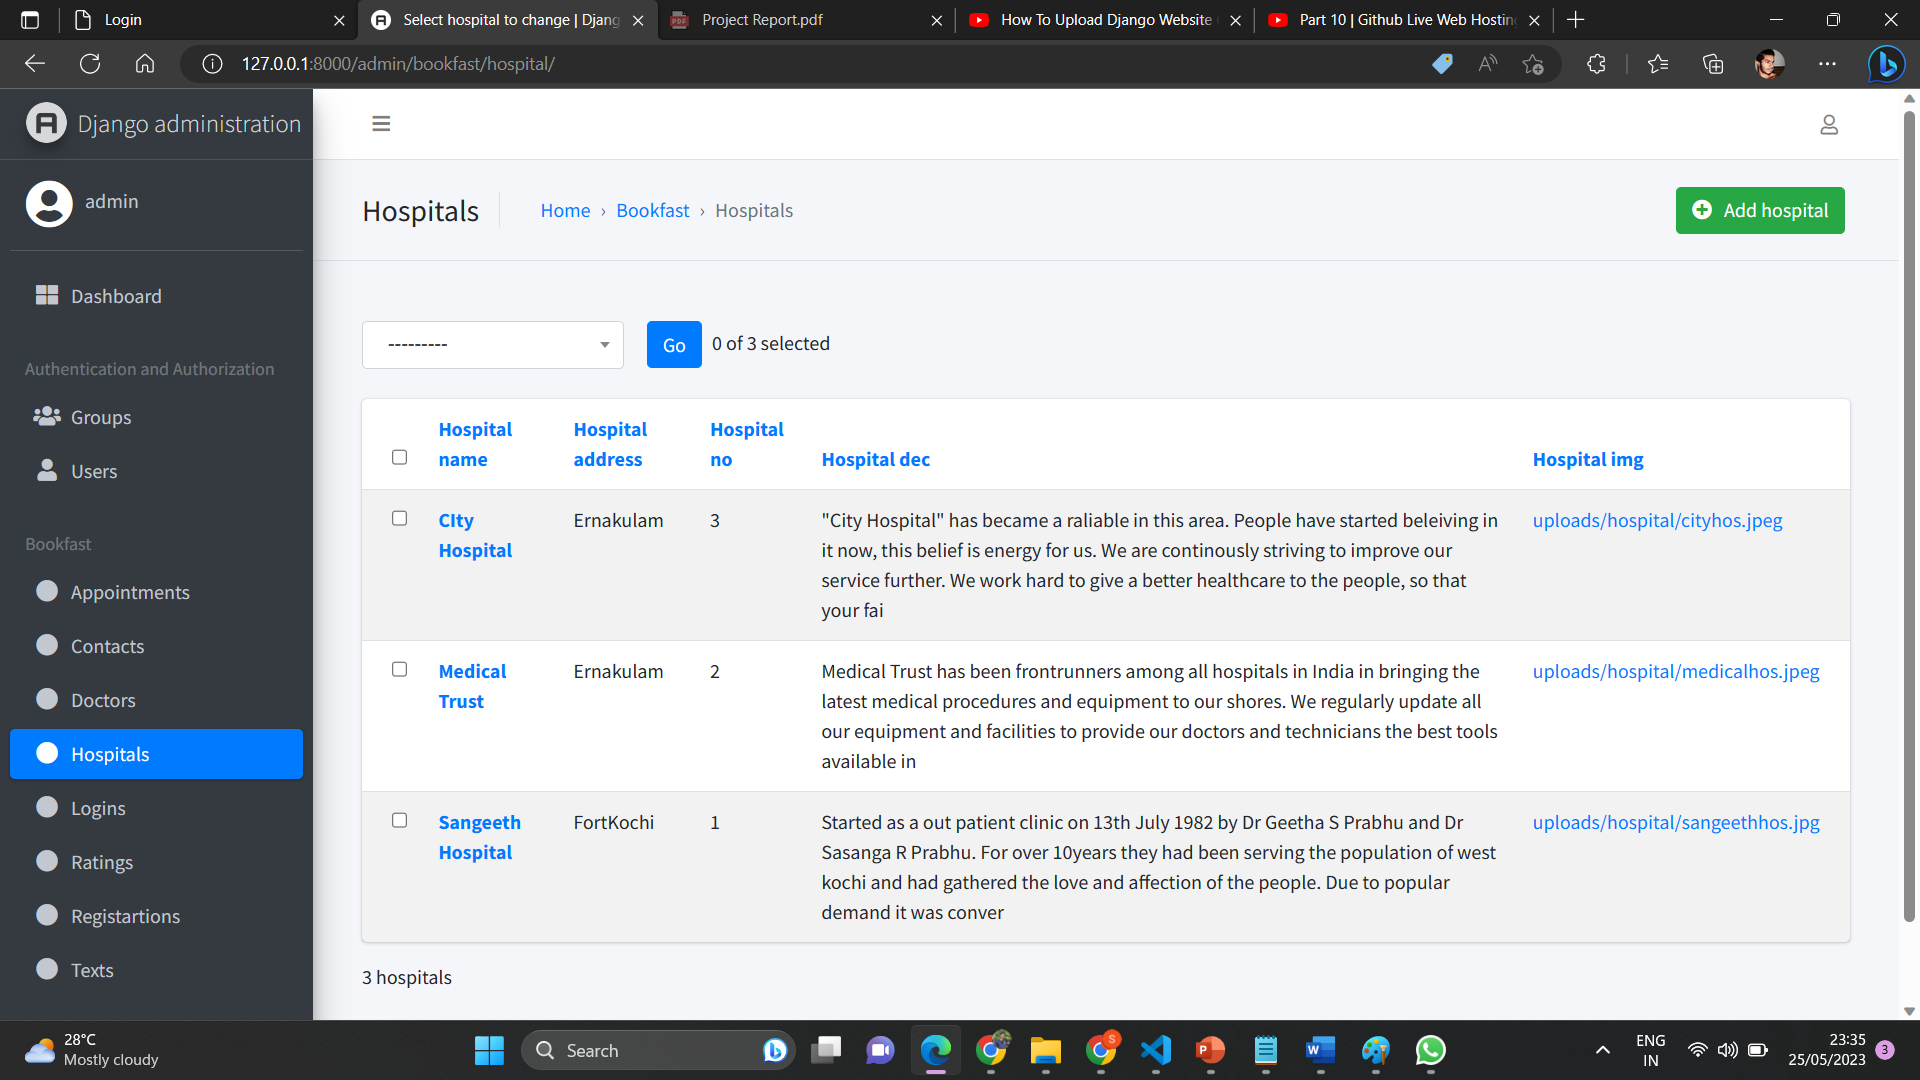 Login
Select hospital to change | Djang
Project Report.pdf
How To Upload Django Website
Part 10 | Github Live Web Hostin
127.0.0.1:8000/admin/bookfast/hospital/
Django administration
admin
Dashboard
Authentication and Authorization
Groups
Users
Bookfast
Appointments
Contacts
Doctors
Hospitals
Logins
Ratings
Registartions
Texts
Hospitals
Home › Bookfast › Hospitals
Add hospital
---------
Go
0 of 3 selected
Hospital name
Hospital address
Hospital no
Hospital dec
Hospital img
CIty Hospital
Ernakulam
3
"City Hospital" has became a raliable in this area. People have started beleiving in
it now, this belief is energy for us. We are continously striving to improve our
service further. We work hard to give a better healthcare to the people, so that
your fai
uploads/hospital/cityhos.jpeg
Medical Trust
Ernakulam
2
Medical Trust has been frontrunners among all hospitals in India in bringing the
latest medical procedures and equipment to our shores. We regularly update all
our equipment and facilities to provide our doctors and technicians the best tools
available in
uploads/hospital/medicalhos.jpeg
Sangeeth Hospital
FortKochi
1
Started as a out patient clinic on 13th July 1982 by Dr Geetha S Prabhu and Dr
Sasanga R Prabhu. For over 10years they had been serving the population of west
kochi and had gathered the love and affection of the people. Due to popular
demand it was conver
uploads/hospital/sangeethhos.jpg
3 hospitals
28°C
Mostly cloudy
Search
ENG
IN
23:35
25/05/2023
3